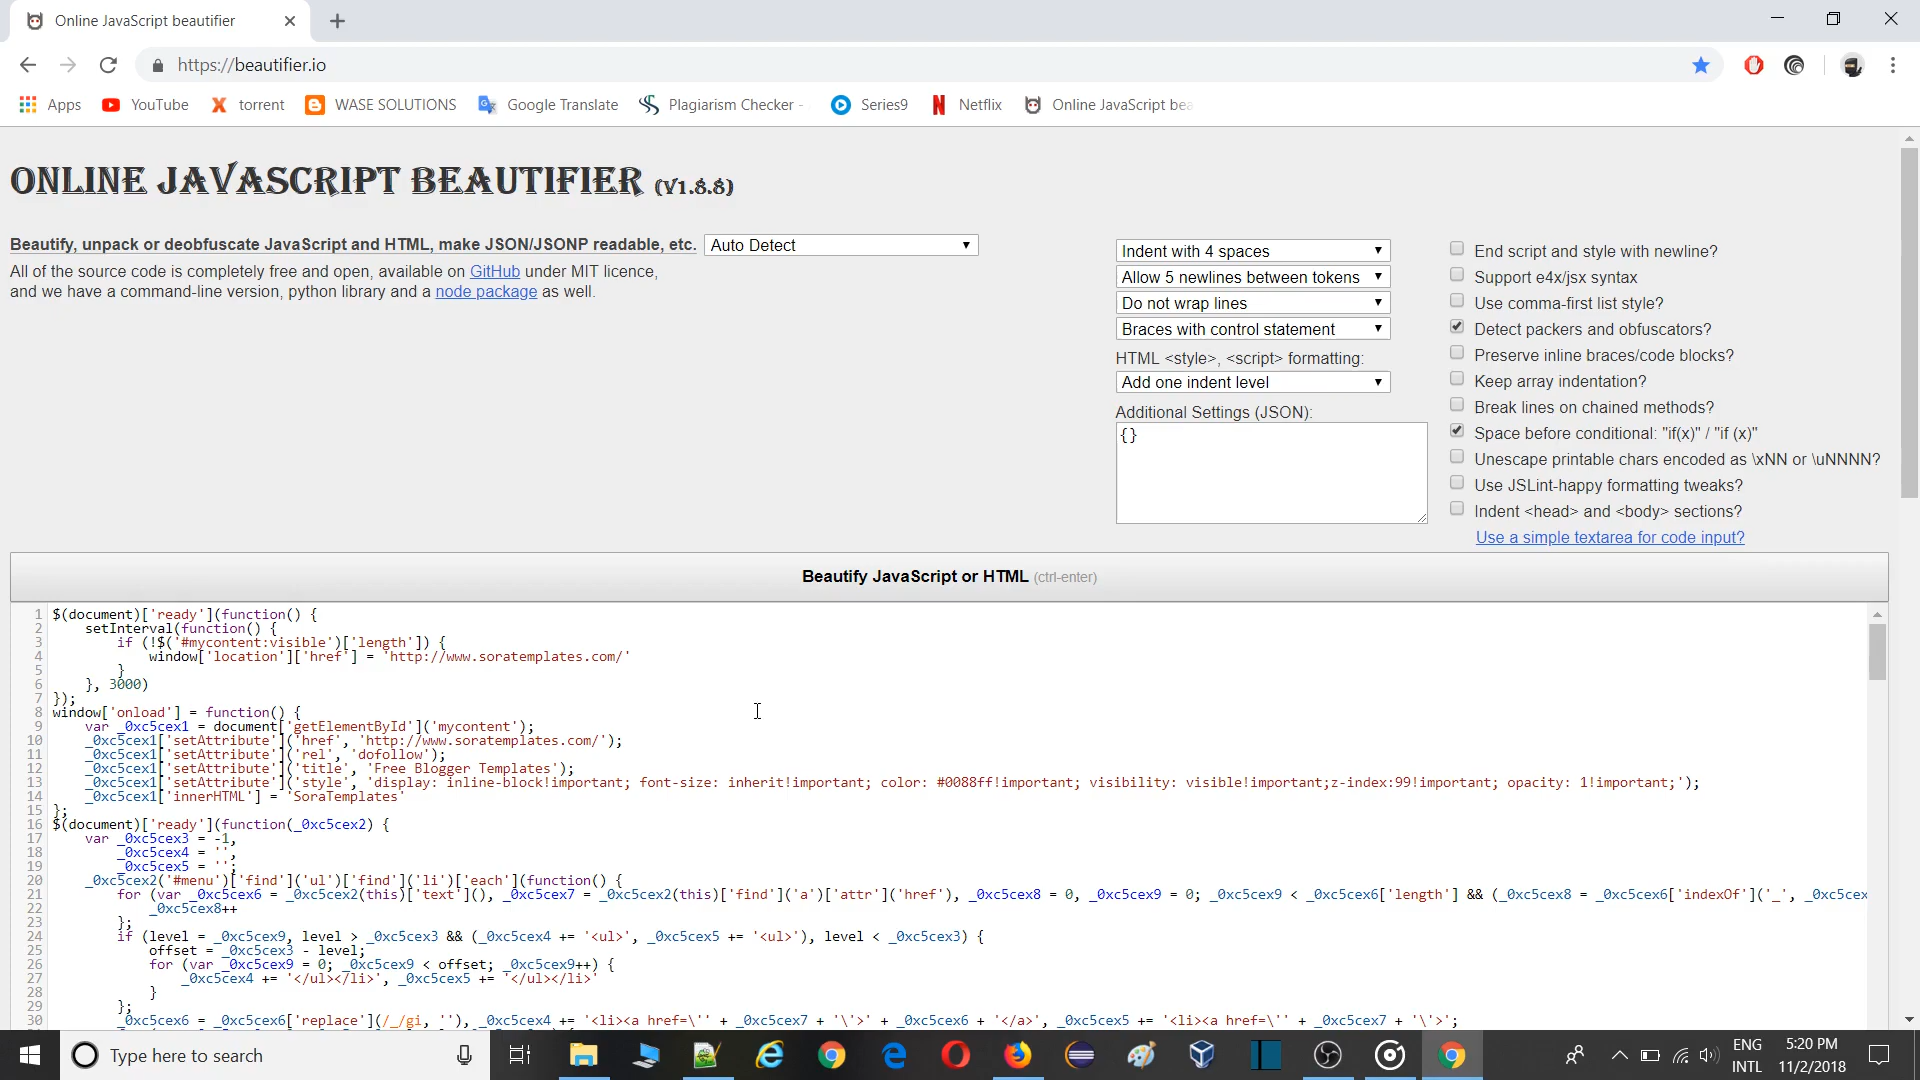 Online JavaScript beautifier
https://beautifier.io
Apps YouTube torrent WASE SOLUTIONS Google Translate Plagiarism Checker - Series9 Netflix Online JavaScript bea
ONLINE JAVASCRIPT BEAUTIFIER (V1.8.8)
Beautify, unpack or deobfuscate JavaScript and HTML, make JSON/JSONP readable, etc. Auto Detect
All of the source code is completely free and open, available on GitHub under MIT licence,
and we have a command-line version, python library and a node package as well.
Indent with 4 spaces
Allow 5 newlines between tokens
Do not wrap lines
Braces with control statement
HTML <style>, <script> formatting:
Add one indent level
Additional Settings (JSON):
{}
End script and style with newline?
Support e4x/jsx syntax
Use comma-first list style?
Detect packers and obfuscators?
Preserve inline braces/code blocks?
Keep array indentation?
Break lines on chained methods?
Space before conditional: "if(x)" / "if (x)"
Unescape printable chars encoded as \xNN or \uNNNN?
Use JSLint-happy formatting tweaks?
Indent <head> and <body> sections?
Use a simple textarea for code input?
Beautify JavaScript or HTML (ctrl-enter)
1 $(document)['ready'](function() {
2 setInterval(function() {
3 if (!$('#mycontent:visible')['length']) {
4 window['location']['href'] = 'http://www.soratemplates.com/'
5 }
6 }, 3000)
7 });
8 window['onload'] = function() {
9 var _0xc5cex1 = document['getElementById']('mycontent');
10 _0xc5cex1['setAttribute']('href', 'http://www.soratemplates.com/');
11 _0xc5cex1['setAttribute']('rel', 'dofollow');
12 _0xc5cex1['setAttribute']('title', 'Free Blogger Templates');
13 _0xc5cex1['setAttribute']('style', 'display: inline-block!important; font-size: inherit!important; color: #0088ff!important; visibility: visible!important;z-index:99!important; opacity: 1!important;');
14 _0xc5cex1['innerHTML'] = 'SoraTemplates'
15 };
16 $(document)['ready'](function(_0xc5cex2) {
17 var _0xc5cex3 = -1,
18 _0xc5cex4 = '',
19 _0xc5cex5 = '';
20 _0xc5cex2('#menu')['find']('ul')['find']('li')['each'](function() {
21 for (var _0xc5cex6 = _0xc5cex2(this)['text'](), _0xc5cex7 = _0xc5cex2(this)['find']('a')['attr']('href'), _0xc5cex8 = 0, _0xc5cex9 = 0; _0xc5cex9 < _0xc5cex6['length'] && (_0xc5cex8 = _0xc5cex6['indexOf']('_', _0xc5cex
22 _0xc5cex8++
23 };
24 if (level = _0xc5cex9, level > _0xc5cex3 && (_0xc5cex4 += '<ul>', _0xc5cex5 += '<ul>'), level < _0xc5cex3) {
25 offset = _0xc5cex3 - level;
26 for (var _0xc5cex9 = 0; _0xc5cex9 < offset; _0xc5cex9++) {
27 _0xc5cex4 += '</ul></li>', _0xc5cex5 += '</ul></li>'
28 }
29 };
30 _0xc5cex6 = _0xc5cex6['replace'](/_/gi, ''), _0xc5cex4 += '<li><a href=\'' + _0xc5cex7 + '\'>' + _0xc5cex6 + '</a>', _0xc5cex5 += '<li><a href=\'' + _0xc5cex7 + '\'>';
Type here to search
ENG
INTL
5:20 PM
11/2/2018